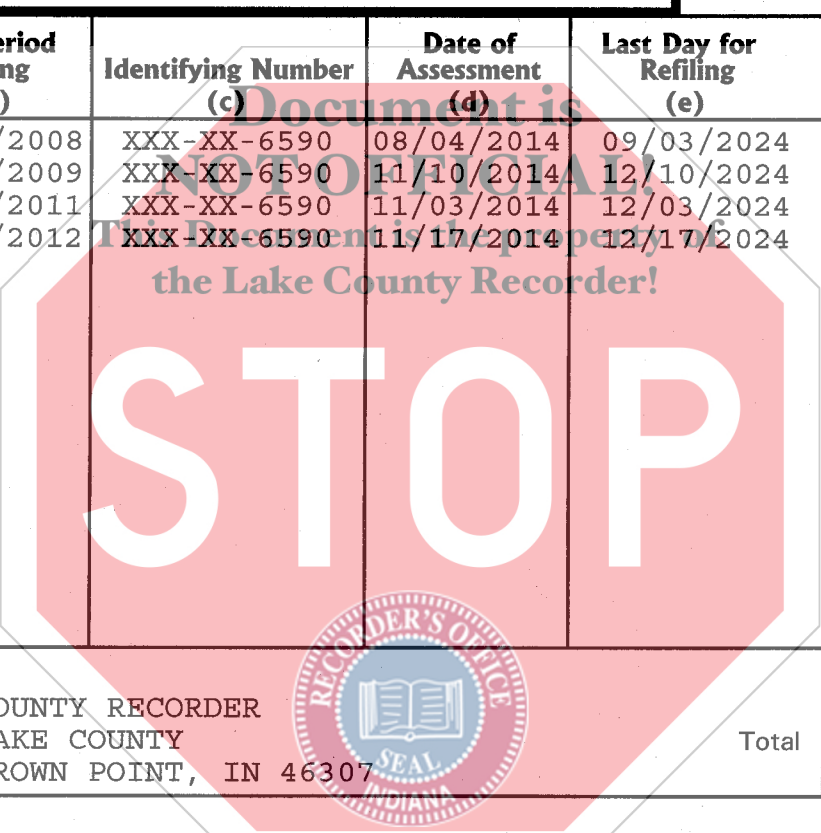 eriod
ng
)
Identifying Number
(c)
Date of
Assessment
(d)
Last Day for
Refiling
(e)
Document is
NOT OFFICIAL!
This Document is the property of
the Lake County Recorder!
/2008 XXX-XX-6590 08/04/2014 09/03/2024
/2009 XXX-XX-6590 11/10/2014 12/10/2024
/2011 XXX-XX-6590 11/03/2014 12/03/2024
/2012 XXX-XX-6590 11/17/2014 12/17/2024
STOP
RECORDER'S OFFICE
SEAL
INDIANA
OUNTY RECORDER
AKE COUNTY
ROWN POINT, IN 46307
Total